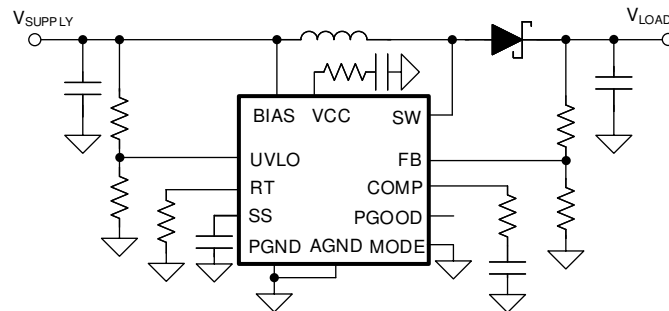 VSUPPLY
VLOAD
BIAS VCC SW
UVLO FB
RT COMP
SS PGOOD
PGND AGND MODE